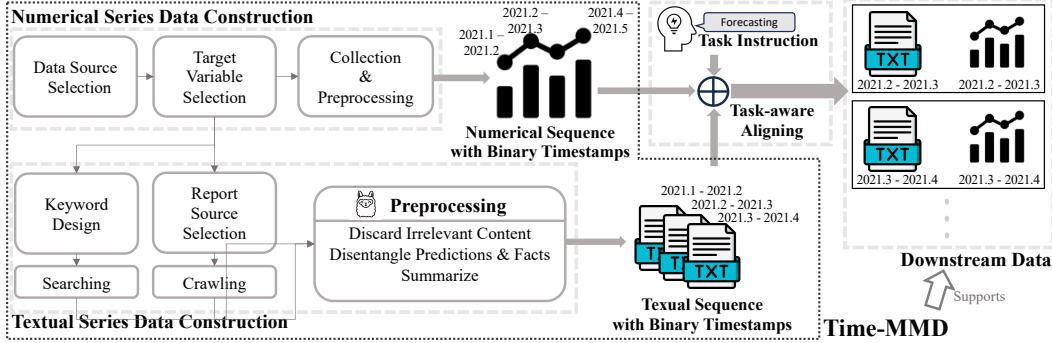 Numerical Series Data Construction
Data Source
Selection
Target
Variable
Selection
Collection
&
Preprocessing
2021.1 –
2021.2
2021.2 –
2021.3
2021.4 –
2021.5
Numerical Sequence
with Binary Timestamps
Forecasting
Task Instruction
Task-aware
Aligning
TXT
2021.2 - 2021.3
2021.2 - 2021.3
TXT
2021.3 - 2021.4
2021.3 - 2021.4
Downstream Data
Supports
Keyword
Design
Report
Source
Selection
Searching
Crawling
Preprocessing
Discard Irrelevant Content
Disentangle Predictions & Facts
Summarize
2021.1 - 2021.2
2021.2 - 2021.3
2021.3 - 2021.4
TXT
TXT
TXT
Texual Sequence
with Binary Timestamps
Textual Series Data Construction
Time-MMD